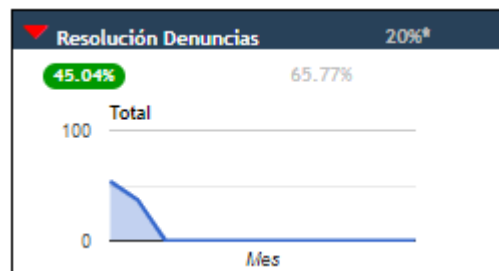 Resolución Denuncias 20%*
45.04% 65.77%
Total
100
0
Mes